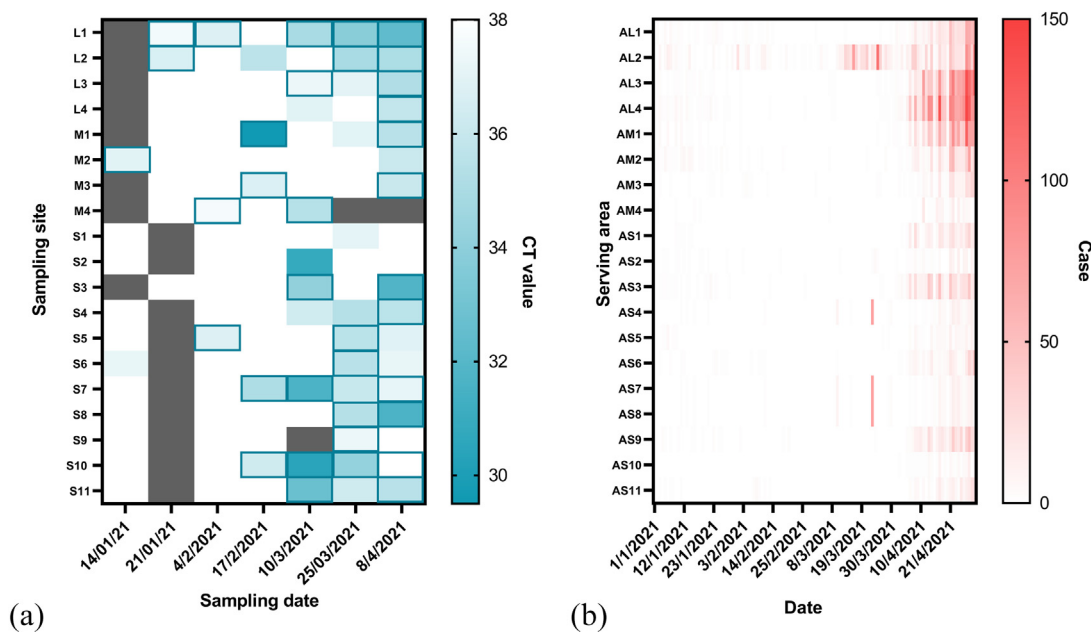 Sampling site
L1
L2
L3
L4
M1
M2
M3
M4
S1
S2
S3
S4
S5
S6
S7
S8
S9
S10
S11
14/01/21
21/01/21
4/2/2021
17/2/2021
10/3/2021
25/03/2021
8/4/2021
Sampling date
38
36
34
32
30
CT value
(a)
Serving area
AL1
AL2
AL3
AL4
AM1
AM2
AM3
AM4
AS1
AS2
AS3
AS4
AS5
AS6
AS7
AS8
AS9
AS10
AS11
1/1/2021
12/1/2021
23/1/2021
3/2/2021
14/2/2021
25/2/2021
8/3/2021
19/3/2021
30/3/2021
10/4/2021
21/4/2021
Date
150
100
50
0
Case
(b)